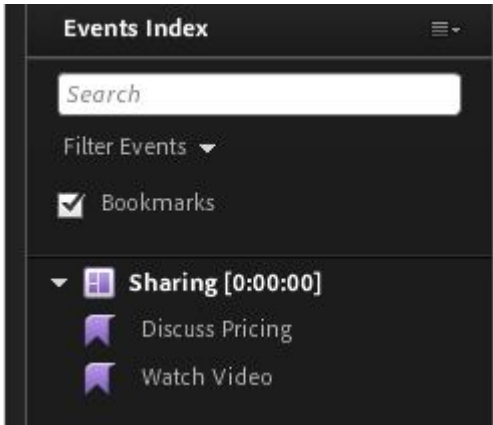 Events Index
Search
Filter Events
Bookmarks
Sharing [0:00:00]
Discuss Pricing
Watch Video